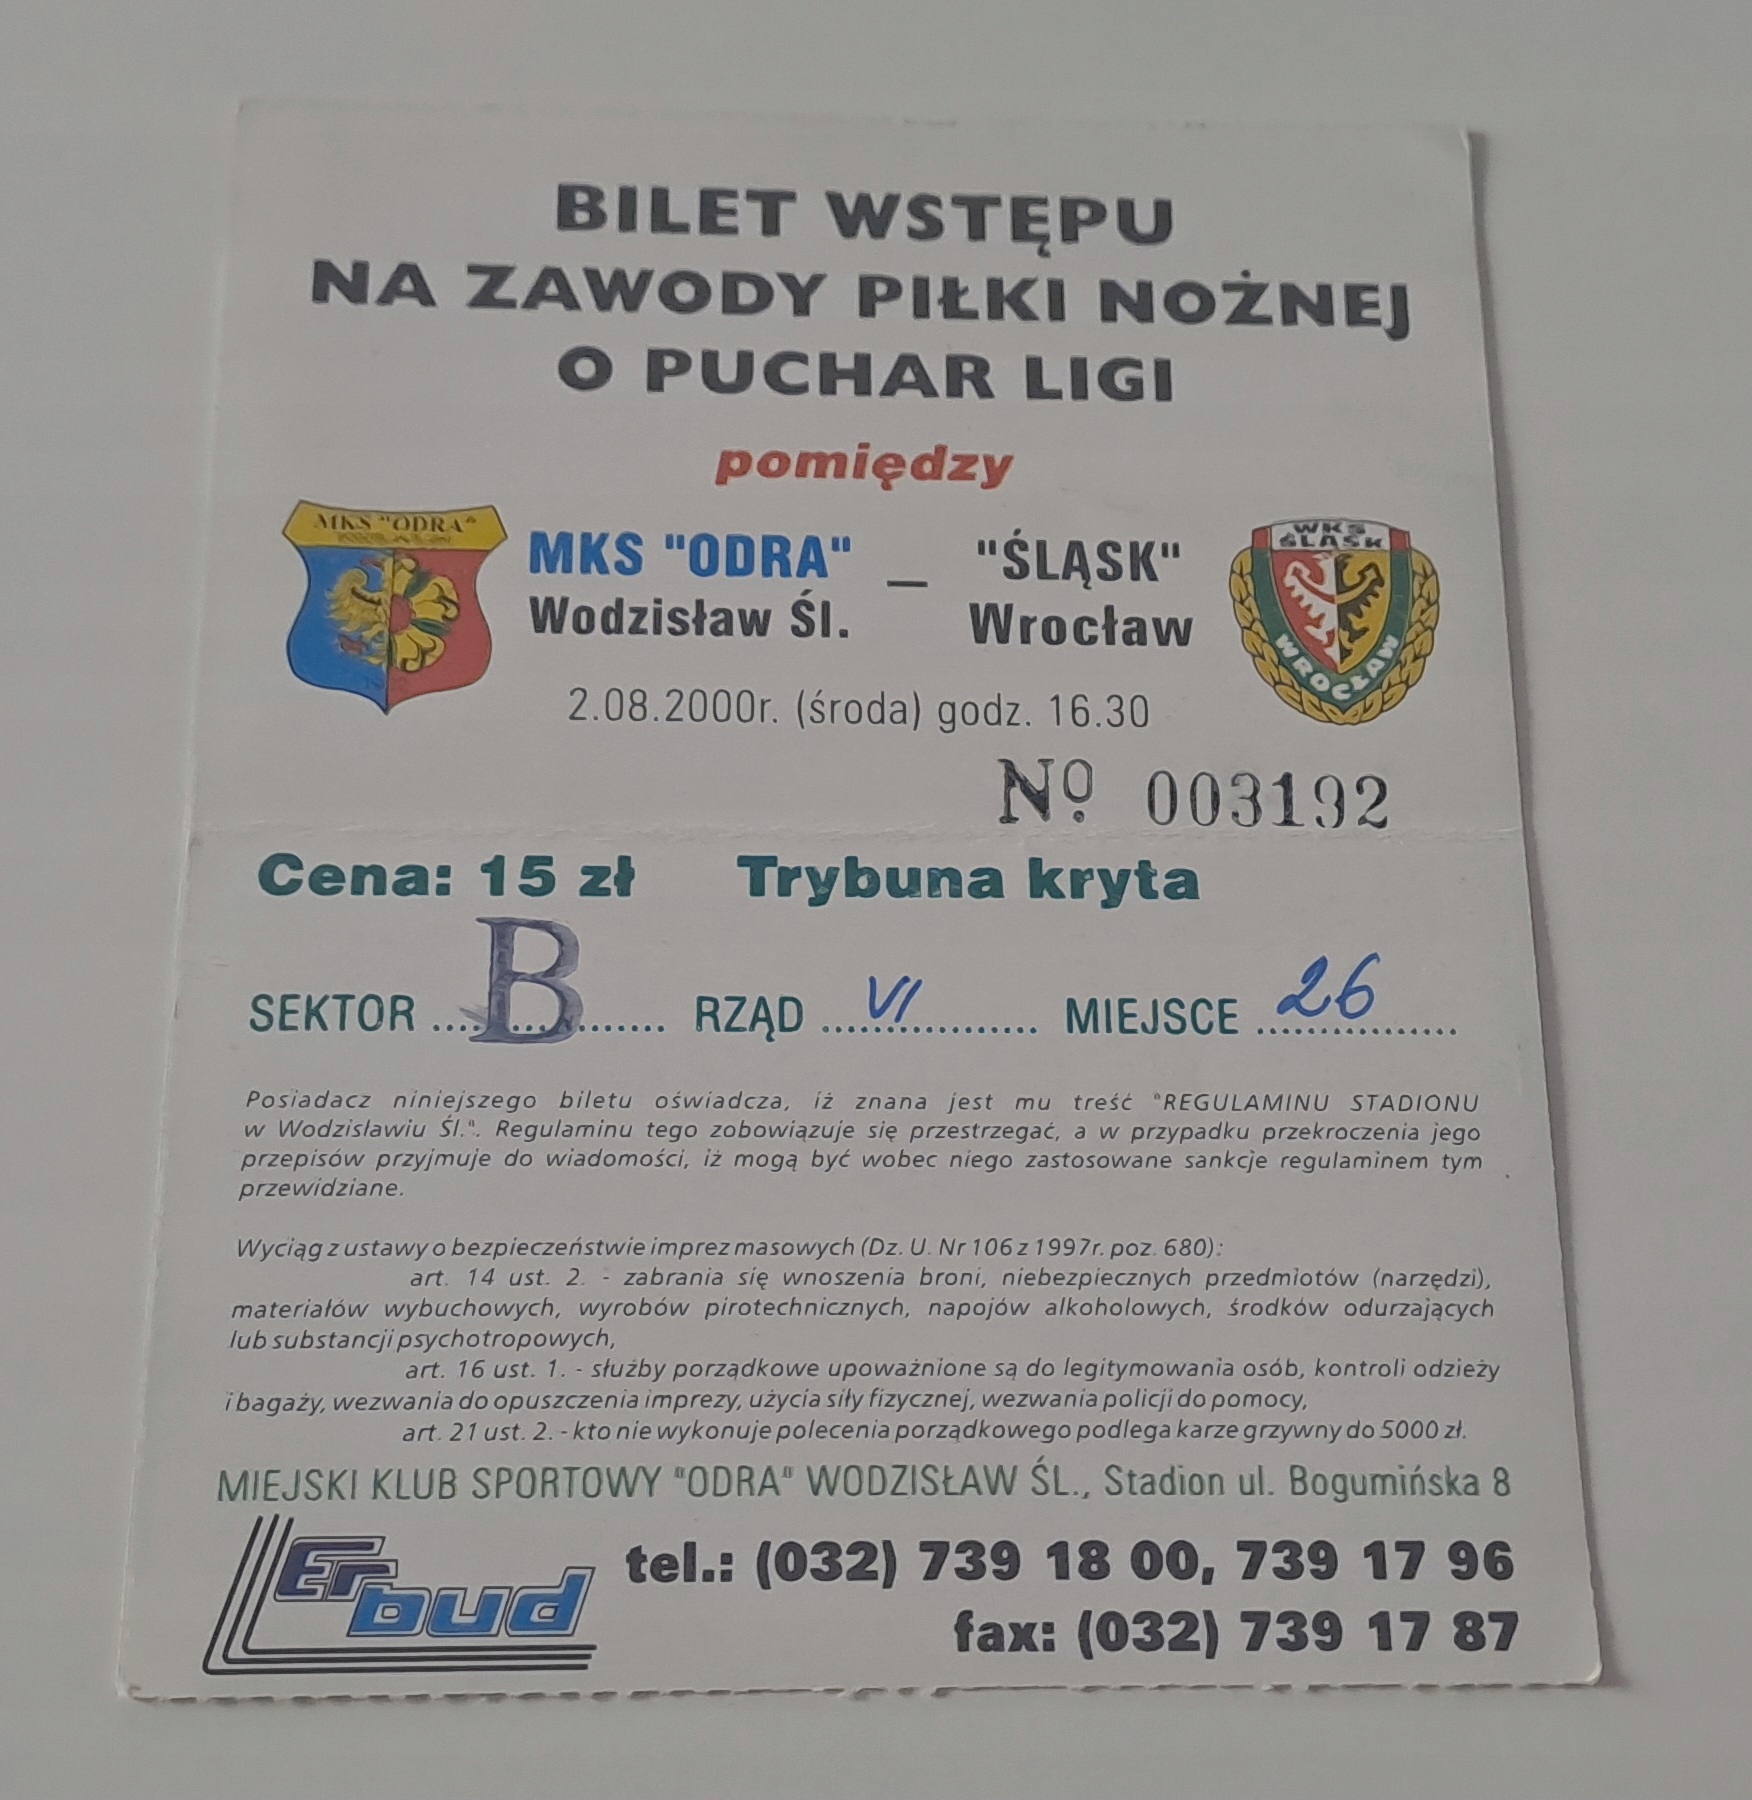 BILET WSTĘPU
NA ZAWODY PIŁKI NOŻNEJ
O PUCHAR LIGI
pomiędzy
MKS "ODRA"
MKS "ODRA" – "ŚLĄSK"
Wodzisław Śl. Wrocław
WKS
ŚLĄSK
WROCŁAW
2.08.2000r. (środa) godz. 16.30
Nº 003192
Cena: 15 zł Trybuna kryta
SEKTOR ....B....... RZĄD ...VI............ MIEJSCE ...26...........
Posiadacz niniejszego biletu oświadcza, iż znana jest mu treść "REGULAMINU STADIONU
w Wodzisławiu Śl.". Regulaminu tego zobowiązuje się przestrzegać, a w przypadku przekroczenia jego
przepisów przyjmuje do wiadomości, iż mogą być wobec niego zastosowane sankcje regulaminem tym
przewidziane.
Wyciąg z ustawy o bezpieczeństwie imprez masowych (Dz. U. Nr 106 z 1997r. poz. 680):
art. 14 ust. 2. - zabrania się wnoszenia broni, niebezpiecznych przedmiotów (narzędzi),
materiałów wybuchowych, wyrobów pirotechnicznych, napojów alkoholowych, środków odurzających
lub substancji psychotropowych,
art. 16 ust. 1. - służby porządkowe upoważnione są do legitymowania osób, kontroli odzieży
i bagaży, wezwania do opuszczenia imprezy, użycia siły fizycznej, wezwania policji do pomocy,
art. 21 ust. 2. - kto nie wykonuje polecenia porządkowego podlega karze grzywny do 5000 zł.
MIEJSKI KLUB SPORTOWY "ODRA" WODZISŁAW ŚL., Stadion ul. Bogumińska 8
Erbud
tel.: (032) 739 18 00, 739 17 96
fax: (032) 739 17 87